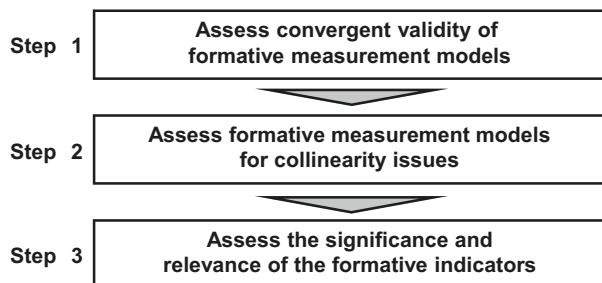 Step 1
Assess convergent validity of
formative measurement models
Step 2
Assess formative measurement models
for collinearity issues
Step 3
Assess the significance and
relevance of the formative indicators